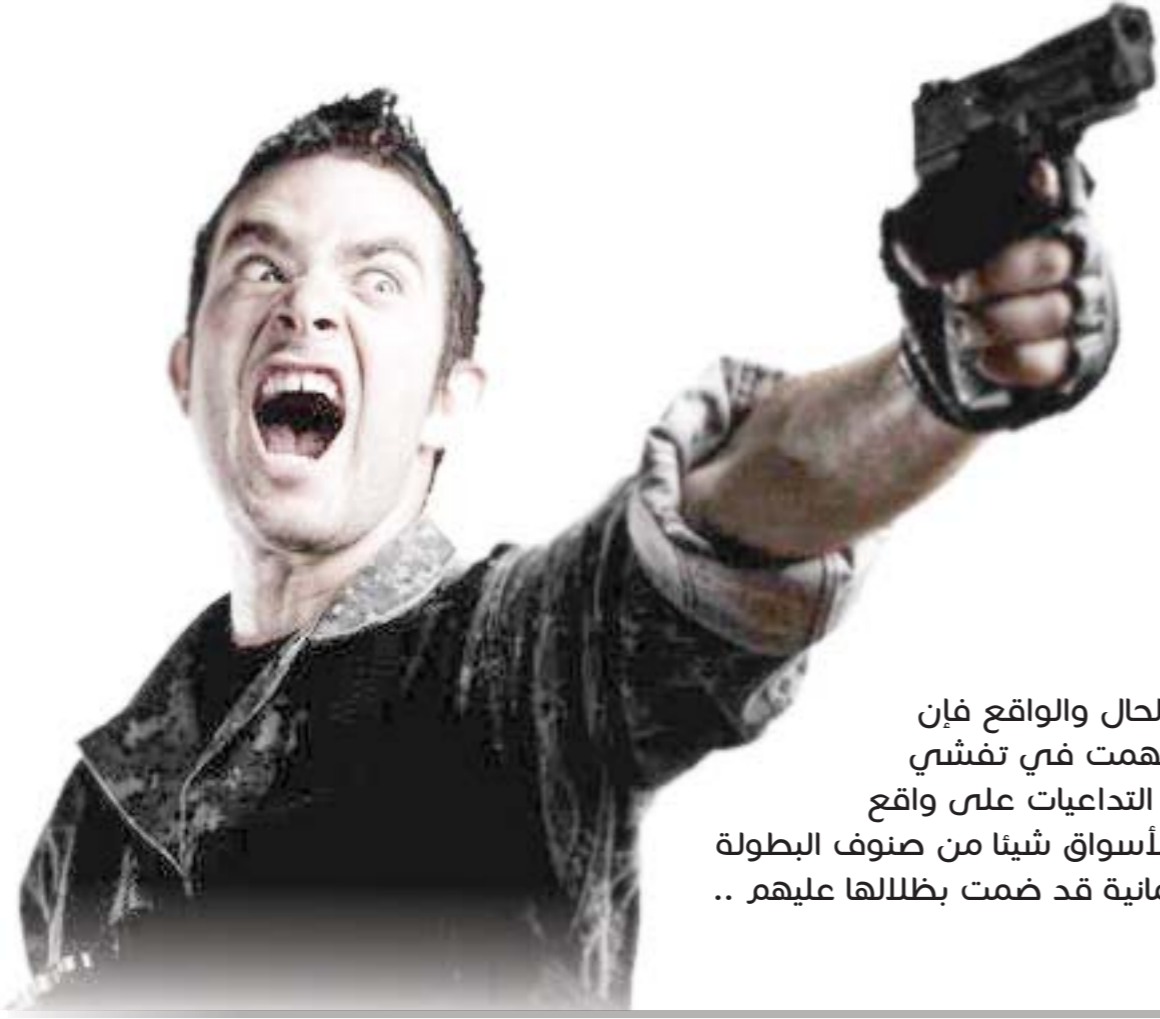 لحال والواقع فإن
همت في تفشي
التداعيات على واقع
لأسواق شيئا من صنوف البطولة
مانية قد ضمت بظلالها عليهم ..